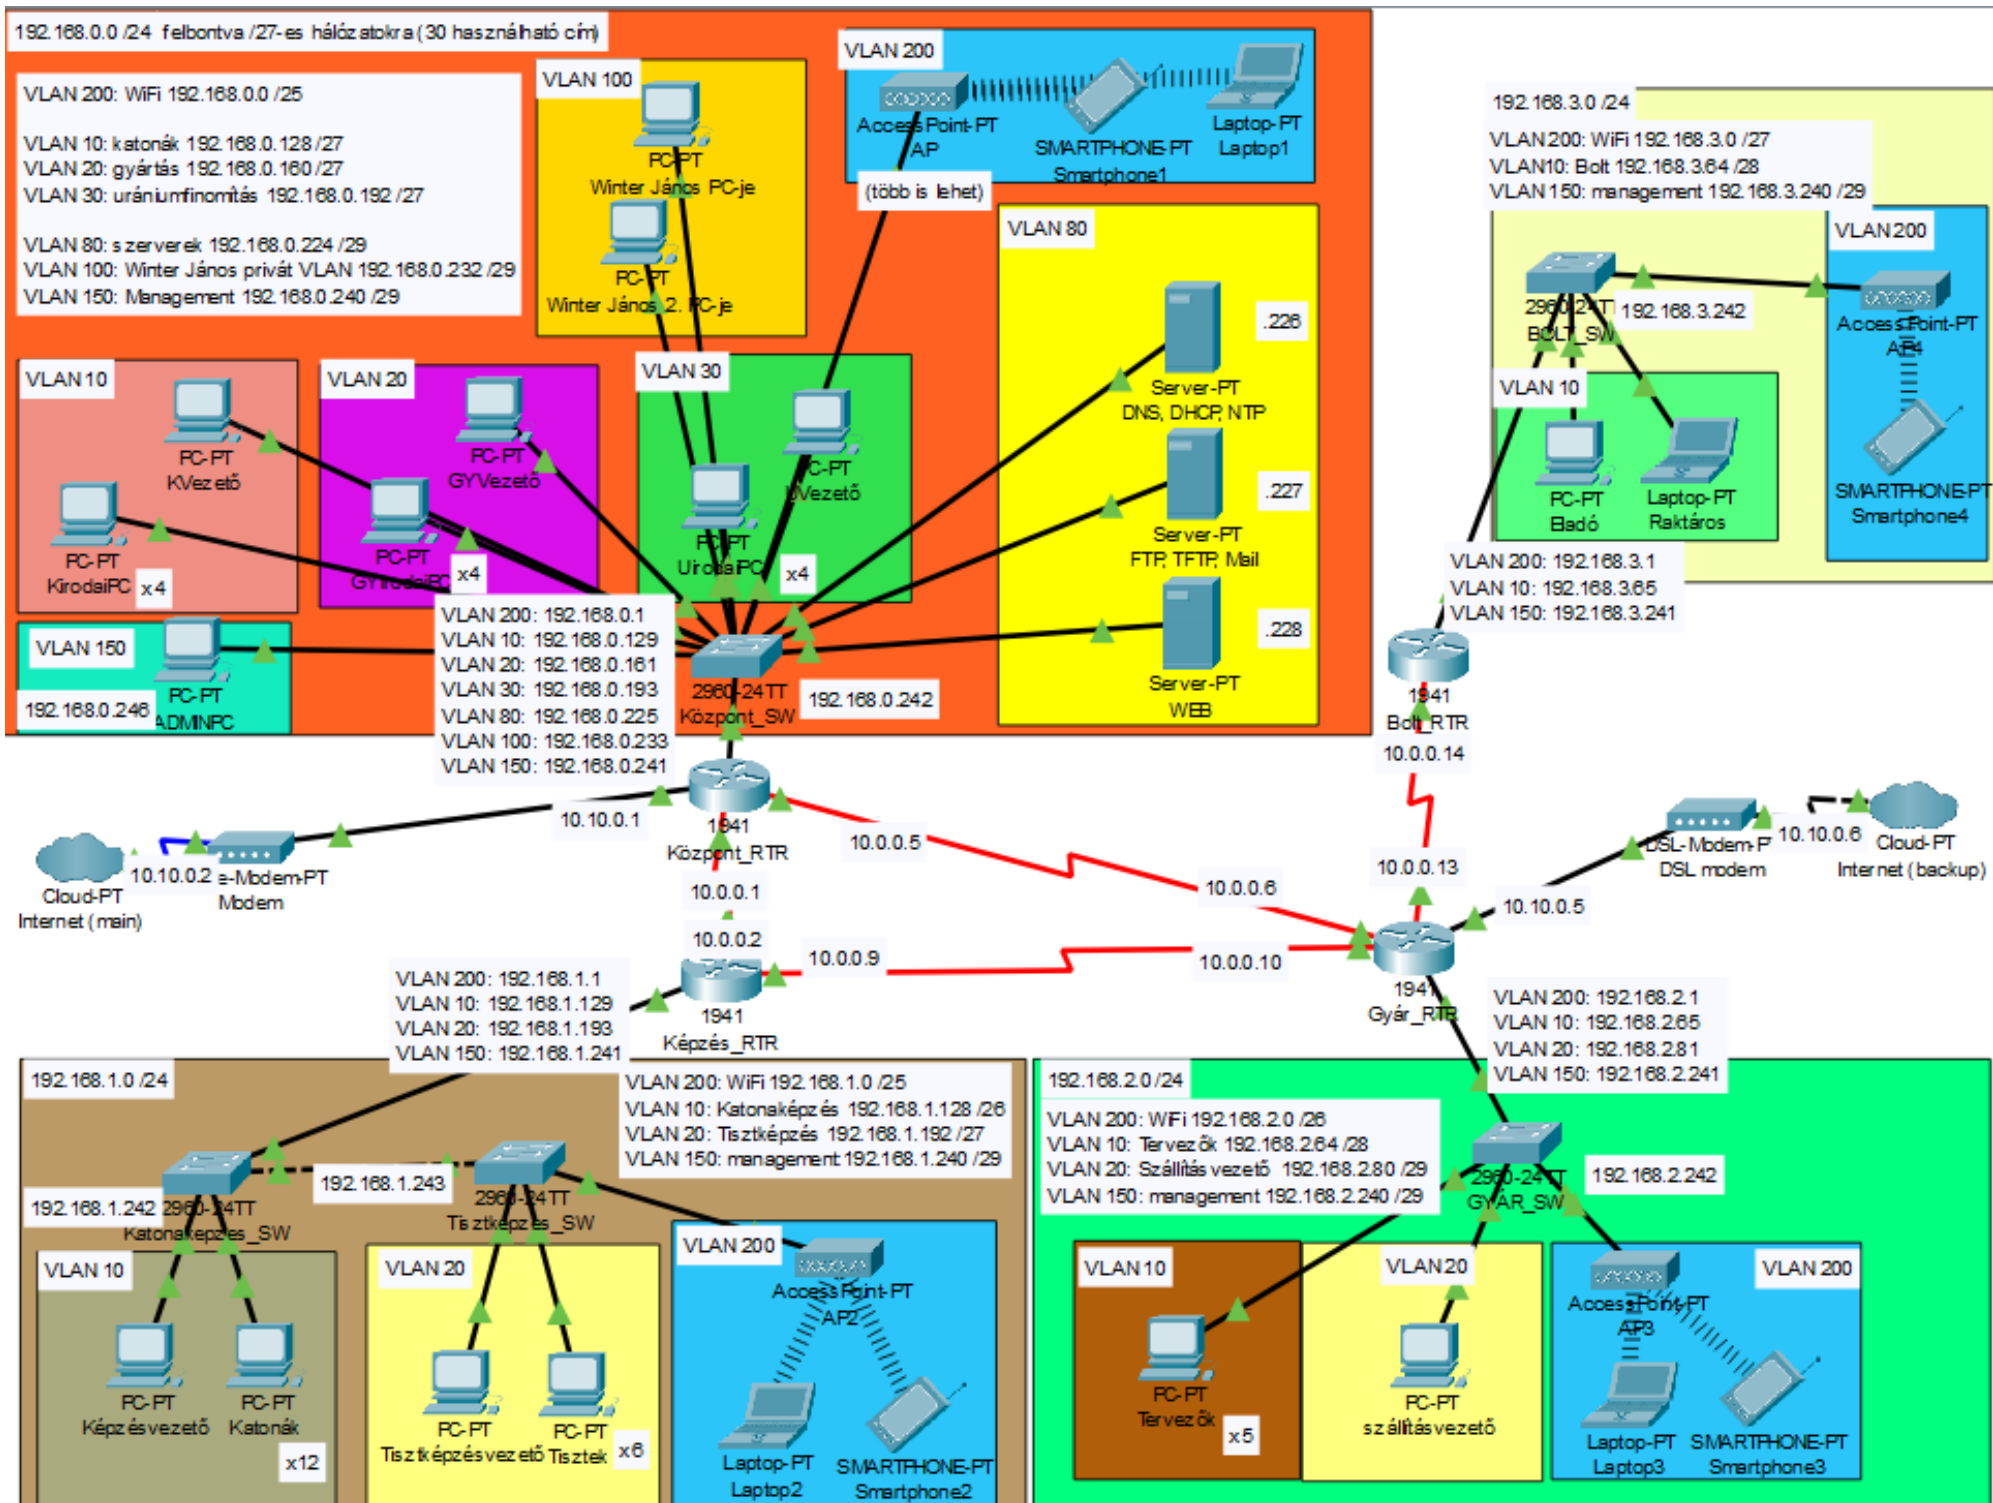 192.168.0.0 /24 felbontva /27-es hálózatokra (30 használható cím)
VLAN 200: WiFi 192.168.0.0 /25
VLAN 10: katonák 192.168.0.128 /27
VLAN 20: gyártás 192.168.0.160 /27
VLAN 30: urániumfinomítás 192.168.0.192 /27
VLAN 80: szerverek 192.168.0.224 /29
VLAN 100: Winter János privát VLAN 192.168.0.232 /29
VLAN 150: Management 192.168.0.240 /29
VLAN 100
PC-PT
Winter János PC-je
PC-PT
Winter János 2. PC-je
VLAN 200
AccessPoint-PT
AP
SMARTPHONE-PT
Smartphone1
Laptop-PT
Laptop1
(több is lehet)
VLAN 80
.226
Server-PT
DNS, DHCP, NTP
.227
Server-PT
FTP, TFTP, Mail
.228
Server-PT
WEB
VLAN 10
PC-PT
KVezető
PC-PT
KirodaiPC
x4
VLAN 20
PC-PT
GYVezető
PC-PT
GYIrodaiPC
x4
VLAN 30
PC-PT
UVezető
PC-PT
UirodaiPC
x4
VLAN 150
PC-PT
ADMINPC
192.168.0.246
VLAN 200: 192.168.0.1
VLAN 10: 192.168.0.129
VLAN 20: 192.168.0.161
VLAN 30: 192.168.0.193
VLAN 80: 192.168.0.225
VLAN 100: 192.168.0.233
VLAN 150: 192.168.0.241
2960-24TT
Központ_SW
192.168.0.242
192.168.3.0 /24
VLAN 200: WiFi 192.168.3.0 /27
VLAN10: Bolt 192.168.3.64 /28
VLAN 150: management 192.168.3.240 /29
VLAN 200
2960-24TT
BOLT_SW
192.168.3.242
AccessPoint-PT
AP4
SMARTPHONE-PT
Smartphone4
VLAN 10
PC-PT
Eladó
Laptop-PT
Raktáros
VLAN 200: 192.168.3.1
VLAN 10: 192.168.3.65
VLAN 150: 192.168.3.241
1941
Bolt_RTR
10.0.0.14
10.10.0.1
1941
Központ_RTR
10.0.0.5
Cloud-PT
Internet (main)
10.10.0.2
e-Modem-PT
Modem
10.0.0.1
10.0.0.2
10.0.0.6
10.0.0.13
DSL-Modem-PT
DSL modem
10.10.0.6
Cloud-PT
Internet (backup)
10.10.0.5
10.0.0.9
10.0.0.10
1941
Képzés_RTR
1941
Gyár_RTR
VLAN 200: 192.168.1.1
VLAN 10: 192.168.1.129
VLAN 20: 192.168.1.193
VLAN 150: 192.168.1.241
VLAN 200: 192.168.2.1
VLAN 10: 192.168.2.65
VLAN 20: 192.168.2.81
VLAN 150: 192.168.2.241
192.168.1.0 /24
VLAN 200: WiFi 192.168.1.0 /25
VLAN 10: Katonaképzés 192.168.1.128 /26
VLAN 20: Tisztképzés 192.168.1.192 /27
VLAN 150: management 192.168.1.240 /29
192.168.1.242
2960-24TT
Katonakepzes_SW
192.168.1.243
2960-24TT
Tisztképzes_SW
VLAN 10
PC-PT
Képzésvezető
PC-PT
Katonák
x12
VLAN 20
PC-PT
Tisztképzésvezető
PC-PT
Tisztek
x6
VLAN 200
AccessPoint-PT
AP2
Laptop-PT
Laptop2
SMARTPHONE-PT
Smartphone2
192.168.2.0 /24
VLAN 200: WiFi 192.168.2.0 /26
VLAN 10: Tervezők 192.168.2.64 /28
VLAN 20: Szállítás vezető 192.168.2.80 /29
VLAN 150: management 192.168.2.240 /29
2960-24TT
GYÁR_SW
192.168.2.242
VLAN 10
PC-PT
Tervezők
x5
VLAN 20
PC-PT
szállításvezető
VLAN 200
AccessPoint-PT
AP3
Laptop-PT
Laptop3
SMARTPHONE-PT
Smartphone3